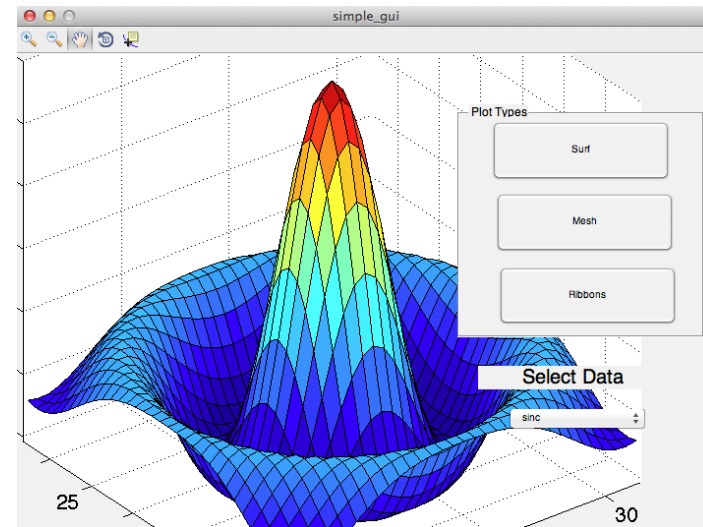 simple_gui
Plot Types
Surf
Mesh
Ribbons
Select Data
sinc
25
30